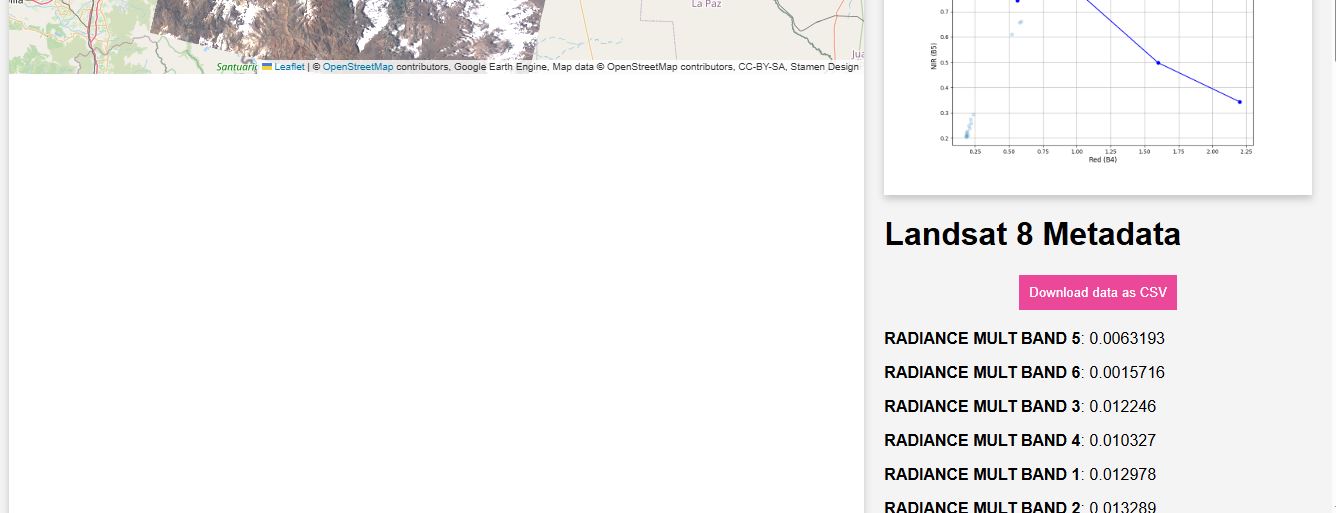 La Paz
Santuario
Jua
Leaflet | © OpenStreetMap contributors, Google Earth Engine, Map data © OpenStreetMap contributors, CC-BY-SA, Stamen Design
0.7
0.6
0.5
0.4
0.3
0.2
NIR (B5)
0.25 0.50 0.75 1.00 1.25 1.50 1.75 2.00 2.25
Red (B4)
Landsat 8 Metadata
Download data as CSV
RADIANCE MULT BAND 5: 0.0063193
RADIANCE MULT BAND 6: 0.0015716
RADIANCE MULT BAND 3: 0.012246
RADIANCE MULT BAND 4: 0.010327
RADIANCE MULT BAND 1: 0.012978
RADIANCE MULT BAND 2: 0.013289